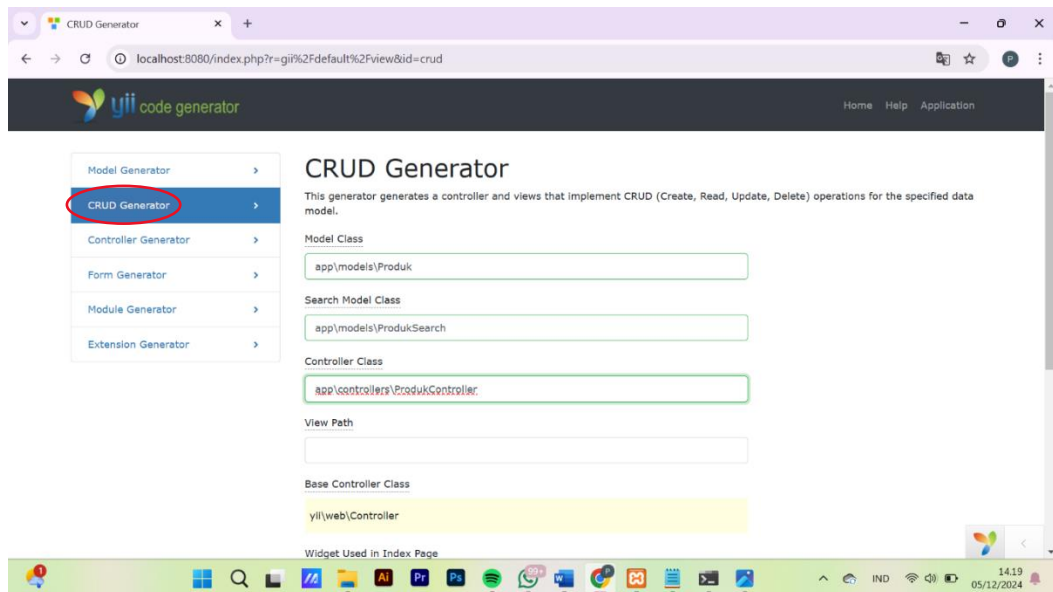 CRUD Generator
localhost:8080/index.php?r=gii%2Fdefault%2Fview&id=crud
P
yii code generator
Home Help Application
Model Generator
CRUD Generator
Controller Generator
Form Generator
Module Generator
Extension Generator
CRUD Generator
This generator generates a controller and views that implement CRUD (Create, Read, Update, Delete) operations for the specified data
model.
Model Class
app\models\Produk
Search Model Class
app\models\ProdukSearch
Controller Class
app\controllers\ProdukController
View Path
Base Controller Class
yii\web\Controller
Widget Used in Index Page
1
Ai
Pr
Ps
99+
W
P
IND
14.19
05/12/2024